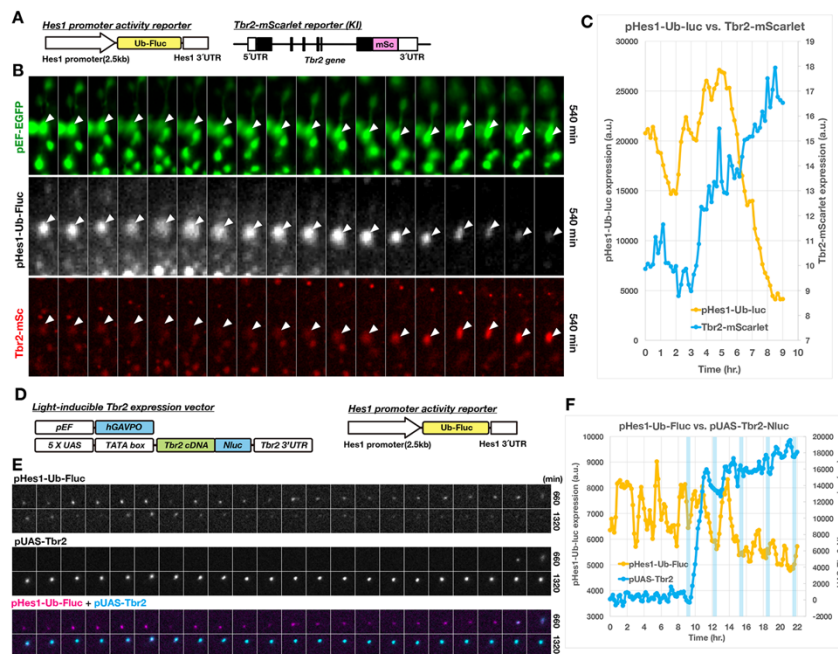 A
Hes1 promoter activity reporter
Ub-Fluc
Hes1 promoter(2.5kb)
Hes1 3'UTR
Tbr2-mScarlet reporter (KI)
mSc
5'UTR
Tbr2 gene
3'UTR
B
pEF-EGFP
540 min
pHes1-Ub-Fluc
540 min
Tbr2-mSc
540 min
C
pHes1-Ub-luc vs. Tbr2-mScarlet
pHes1-Ub-luc expression (a.u.)
30000
25000
20000
15000
10000
5000
0
Tbr2-mScarlet expression (a.u.)
19
18
17
16
15
14
13
12
11
10
9
8
7
pHes1-Ub-luc
Tbr2-mScarlet
0 1 2 3 4 5 6 7 8 9 10
Time (hr.)
D
Light-inducible Tbr2 expression vector
pEF
hGAVPO
5 X UAS
TATA box
Tbr2 cDNA
Nluc
Tbr2 3'UTR
Hes1 promoter activity reporter
Ub-Fluc
Hes1 promoter(2.5kb)
Hes1 3'UTR
E
pHes1-Ub-Fluc
(min)
660
1320
pUAS-Tbr2
660
1320
pHes1-Ub-Fluc + pUAS-Tbr2
660
1320
F
pHes1-Ub-Fluc vs. pUAS-Tbr2-Nluc
pHes1-Ub-luc expression (a.u.)
10000
9000
8000
7000
6000
5000
4000
3000
20000
18000
16000
14000
12000
10000
8000
6000
4000
2000
0
-2000
pHes1-Ub-Fluc
pUAS-Tbr2
0 2 4 6 8 10 12 14 16 18 20 22
Time (hr.)